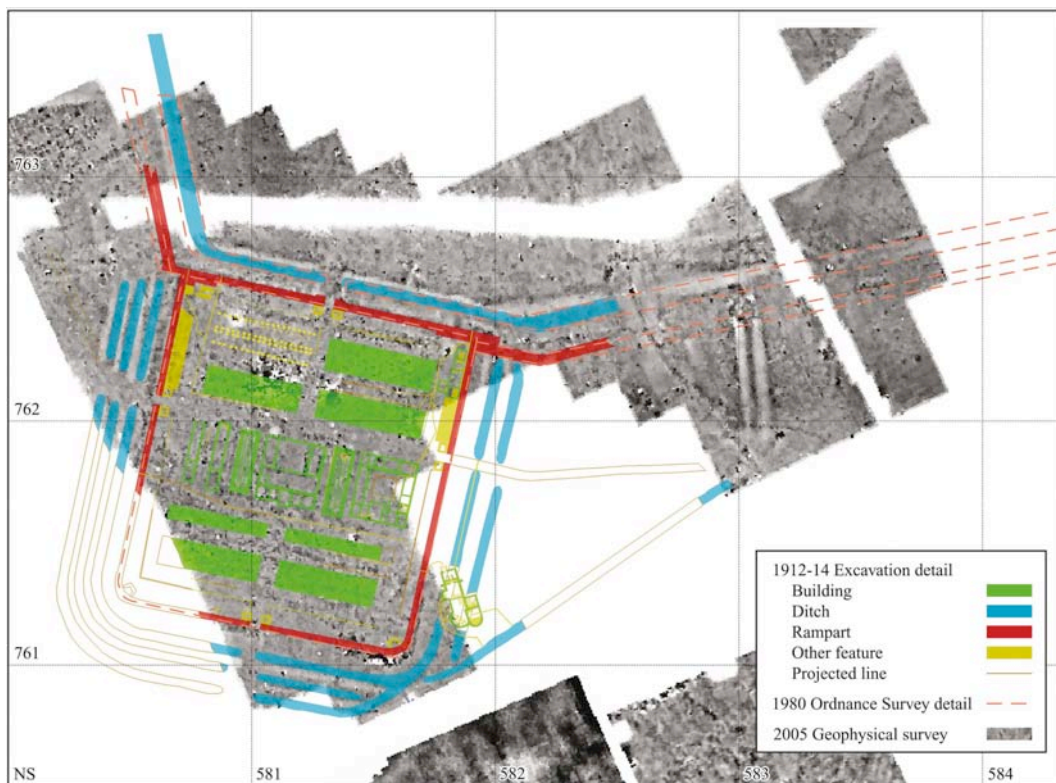 763
762
761
NS
581
582
583
584
1912-14 Excavation detail
Building
Ditch
Rampart
Other feature
Projected line
1980 Ordnance Survey detail
2005 Geophysical survey